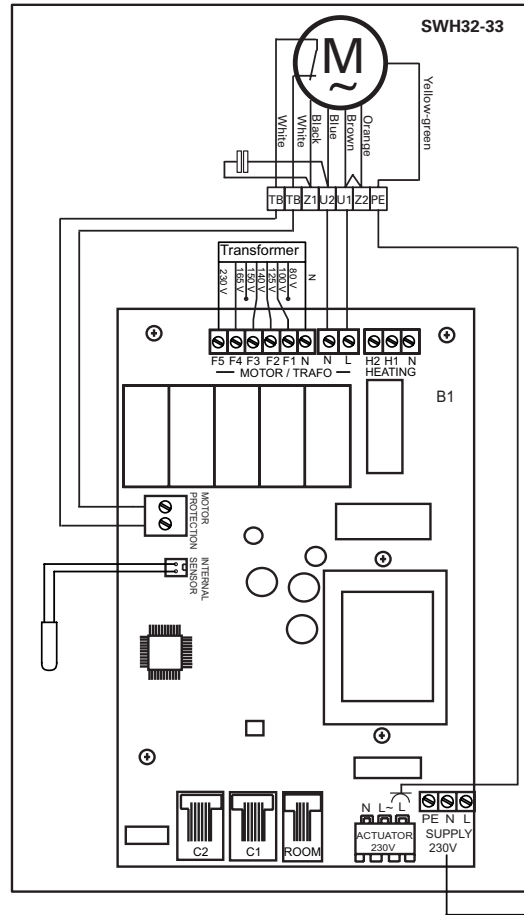 SWH32-33
M
~
White
White
Black
Blue
Brown
Orange
Yellow-green
TB TB Z1 U2 U1 Z2 PE
Transformer
230 V
165 V
150 V
140 V
125 V
100 V
80 V
N
F5 F4 F3 F2 F1 N N L
MOTOR / TRAFO
H2 H1 N
HEATING
B1
MOTOR
PROTECTION
INTERNAL
SENSOR
N L~ L
ACTUATOR
230V
PE N L
SUPPLY
230V
C2
C1
ROOM